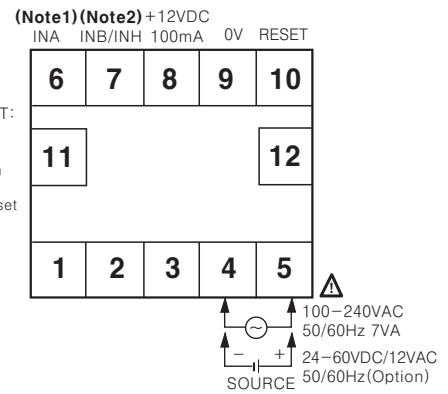 (Note1)(Note2)+12VDC
INA INB/INH 100mA 0V RESET
6 7 8 9 10
T:
11 12
set
1 2 3 4 5
100-240VAC
50/60Hz 7VA
- + 24-60VDC/12VAC
SOURCE 50/60Hz(Option)